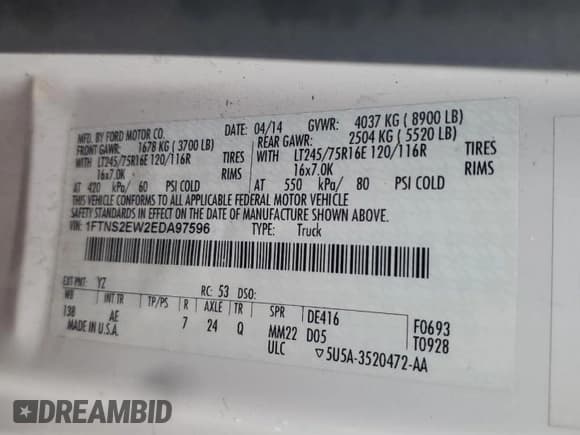 MFD. BY FORD MOTOR CO. DATE: 04/14 GVWR: 4037 KG ( 8900 LB)
FRONT GAWR: 1678 KG ( 3700 LB) REAR GAWR: 2504 KG ( 5520 LB)
WITH LT245/75R16E 120/116R TIRES WITH LT245/75R16E 120/116R TIRES
16x7.0K RIMS 16x7.0K RIMS
AT 420 kPa/ 60 PSI COLD AT 550 kPa/ 80 PSI COLD
THIS VEHICLE CONFORMS TO ALL APPLICABLE FEDERAL MOTOR VEHICLE
SAFETY STANDARDS IN EFFECT ON THE DATE OF MANUFACTURE SHOWN ABOVE.
VIN: 1FTNS2EW2EDA97596 TYPE: Truck
EXT PNT: YZ RC: 53 DSO:
WB INT TR TP/PS R AXLE TR SPR DE416 F0693
138 AE 7 24 Q MM22 D05 T0928
MADE IN U.S.A. ULC ▽5U5A-3520472-AA
DREAMBID